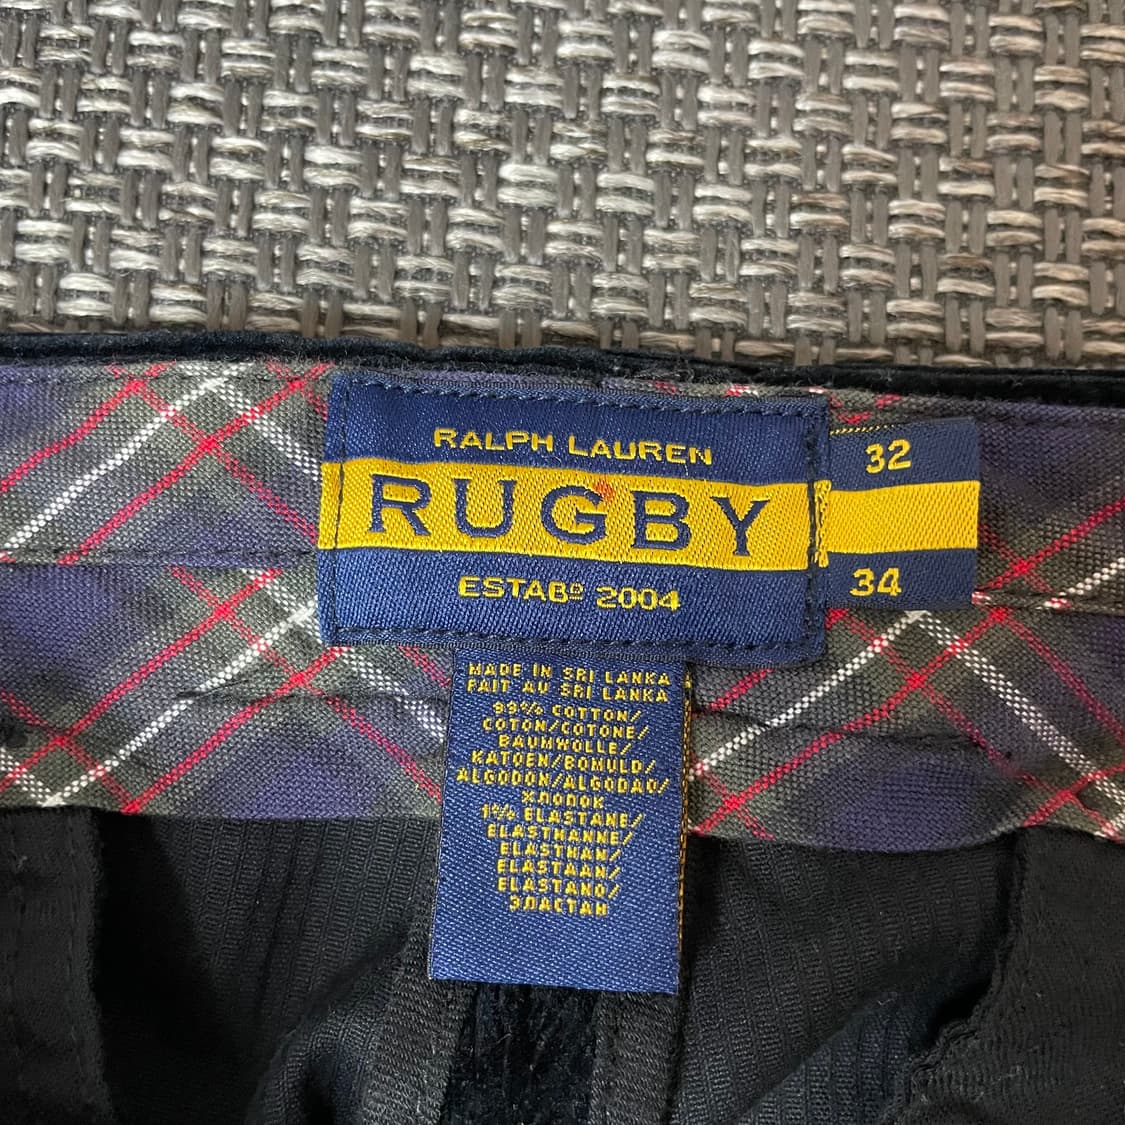 RALPH LAUREN
RUGBY
ESTABD 2004
32
34
MADE IN SRI LANKA
FAIT AU SRI LANKA
99% COTTON/
COTON/COTONE/
BAUMWOLLE/
KATOEN/BOMULD/
ALGODON/ALGODAO/
ХЛОПОК
1% ELASTANE/
ELASTHANNE/
ELASTHAN/
ELASTAAN/
ELASTANO/
ЭЛАСТАН